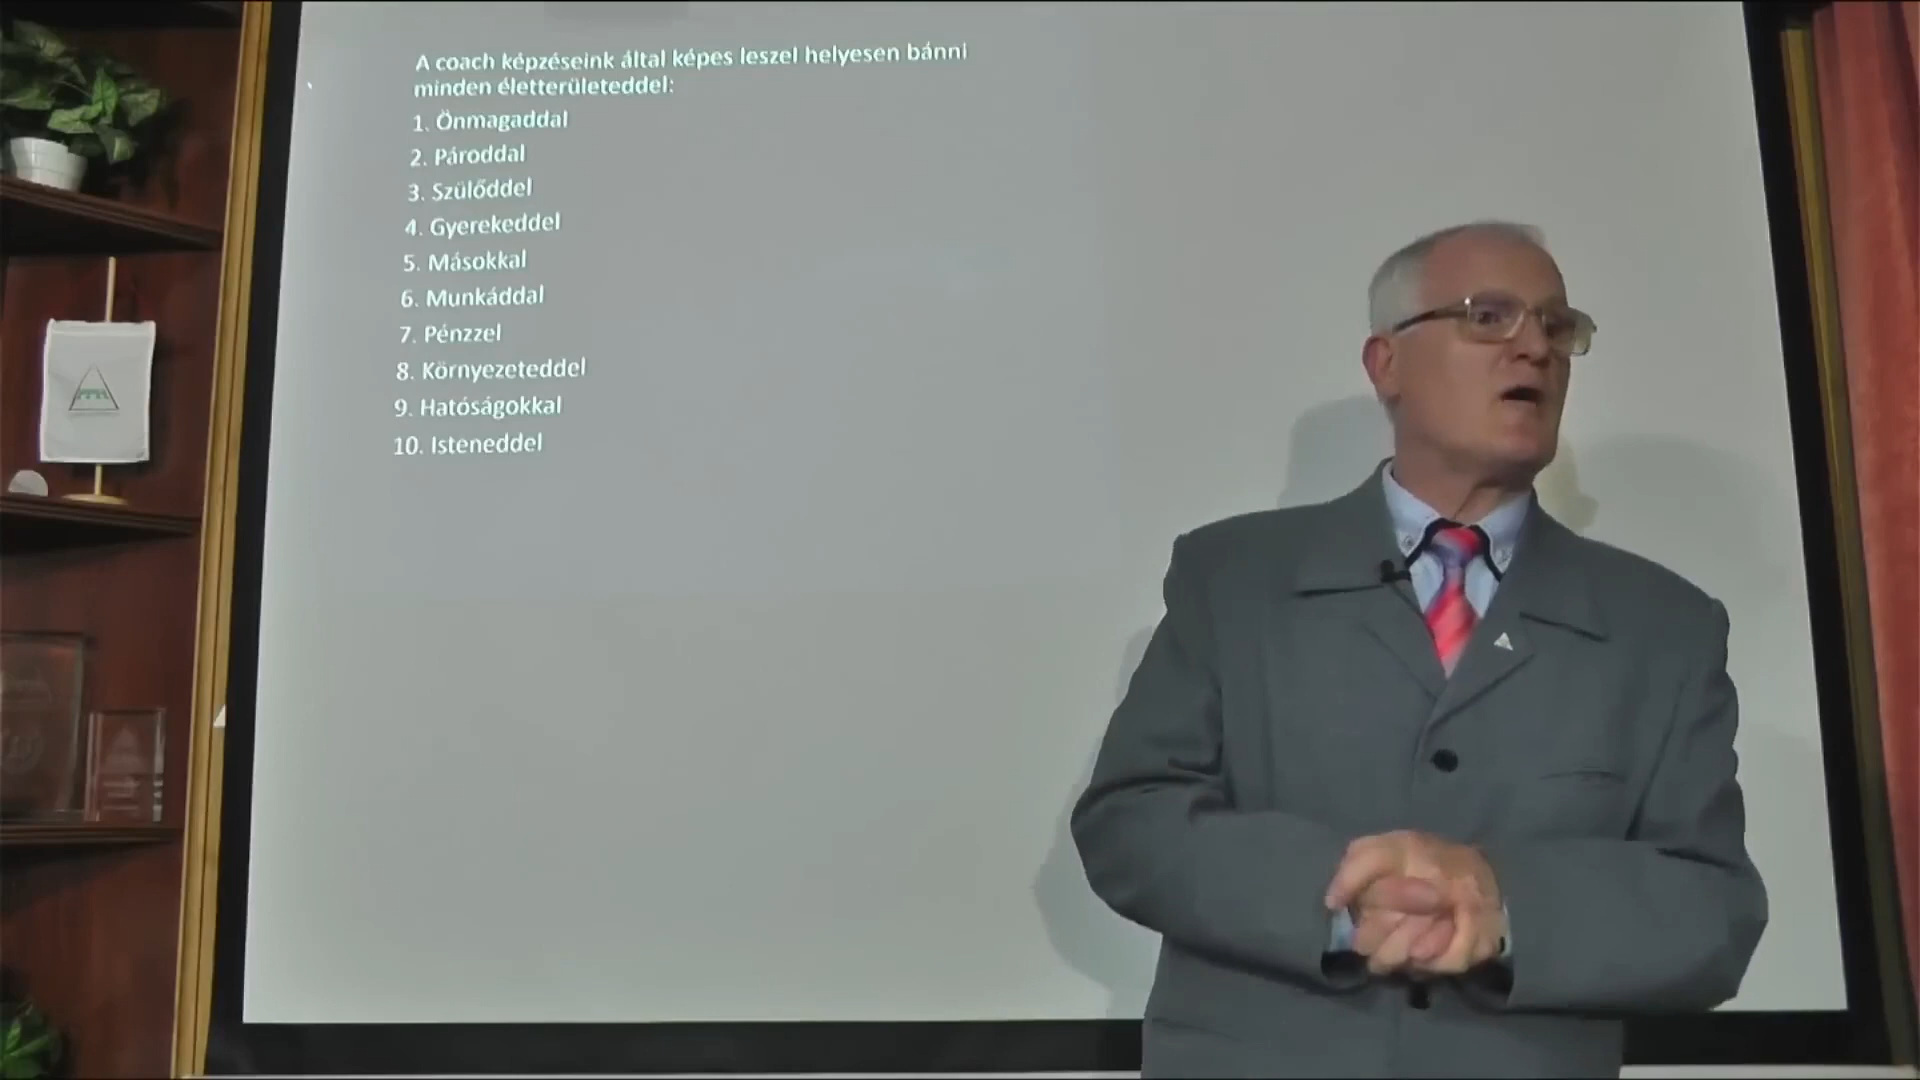 A coach képzéseink által képes leszel helyesen bánni
minden életterületeddel:
1. Önmagaddal
2. Pároddal
3. Szülőddel
4. Gyerekeddel
5. Másokkal
6. Munkáddal
7. Pénzzel
8. Környezeteddel
9. Hatóságokkal
10. Isteneddel